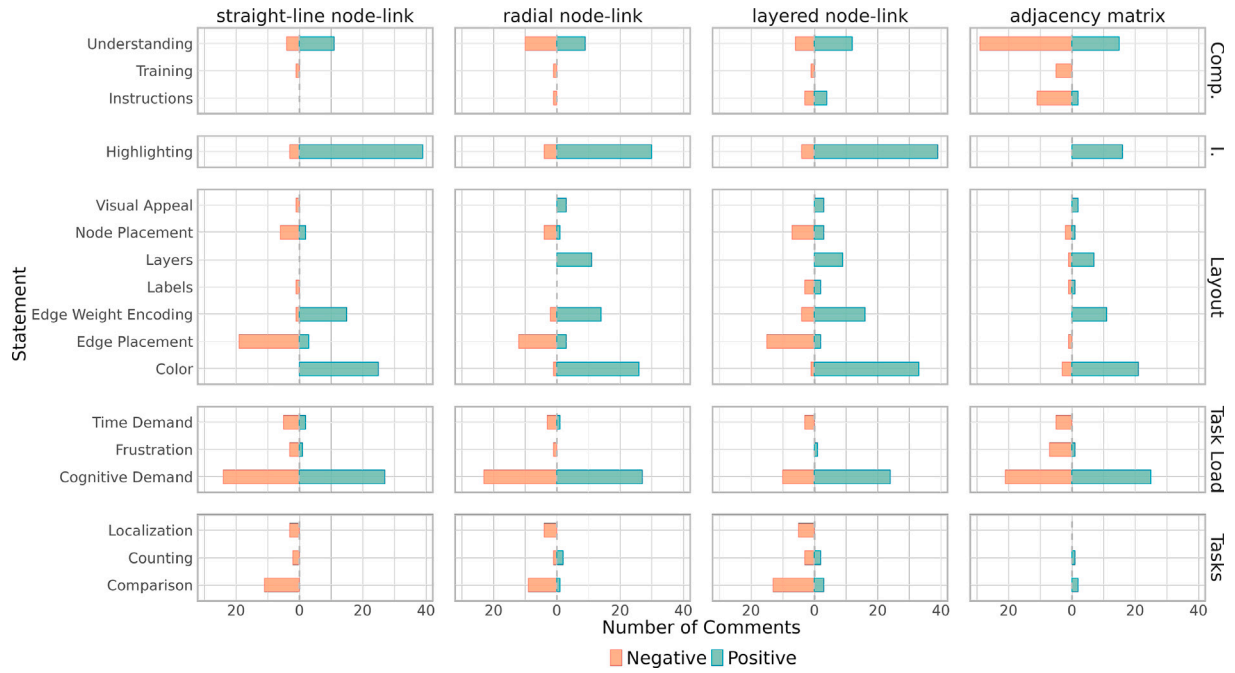 straight-line node-link
radial node-link
layered node-link
adjacency matrix
Statement
Understanding
Training
Instructions
Comp.
Highlighting
I.
Visual Appeal
Node Placement
Layers
Labels
Edge Weight Encoding
Edge Placement
Color
Layout
Time Demand
Frustration
Cognitive Demand
Task Load
Localization
Counting
Comparison
Tasks
20 0 20 40
20 0 20 40
20 0 20 40
20 0 20 40
Number of Comments
Negative Positive